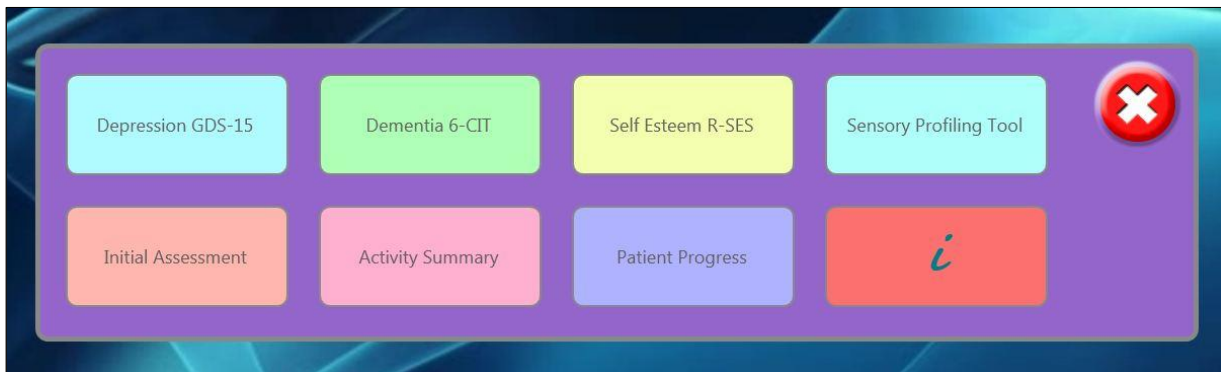 Depression GDS-15
Dementia 6-CIT
Self Esteem R-SES
Sensory Profiling Tool
Initial Assessment
Activity Summary
Patient Progress
i